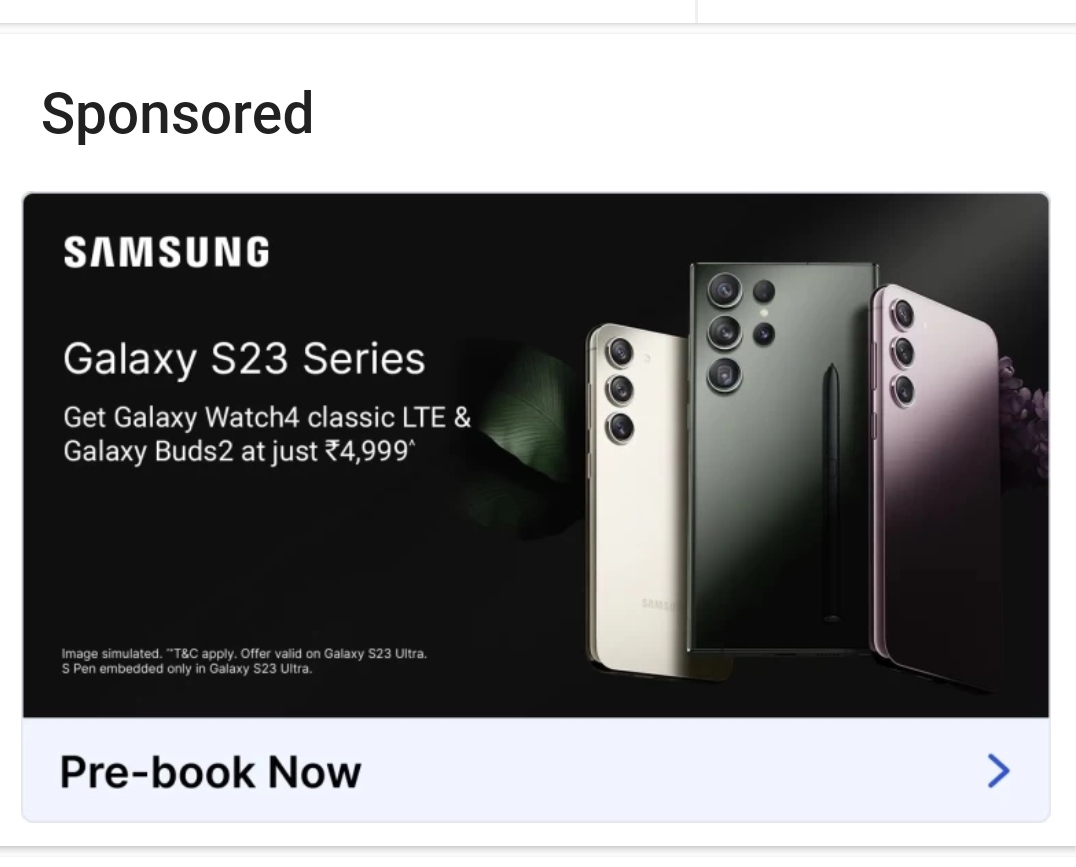 Sponsored
SAMSUNG
Galaxy S23 Series
Get Galaxy Watch4 classic LTE &
Galaxy Buds2 at just ₹4,999^
SAMSUNG
Image simulated. ^*T&C apply. Offer valid on Galaxy S23 Ultra.
S Pen embedded only in Galaxy S23 Ultra.
Pre-book Now